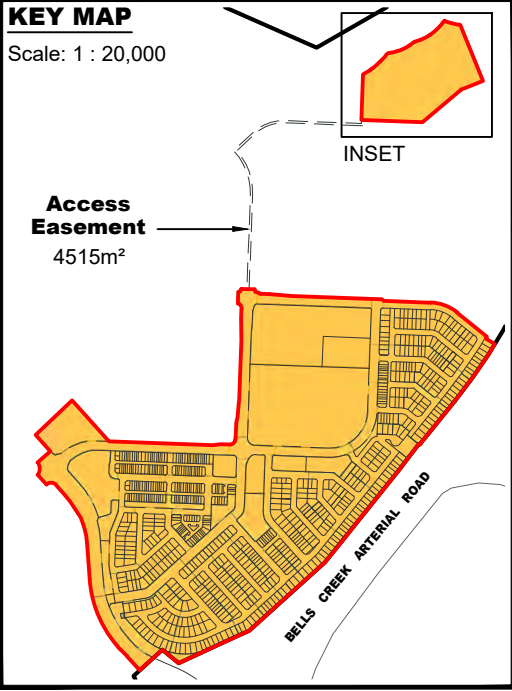 KEY MAP
Scale: 1 : 20,000
INSET
Access
Easement
4515m²
BELLS CREEK ARTERIAL ROAD